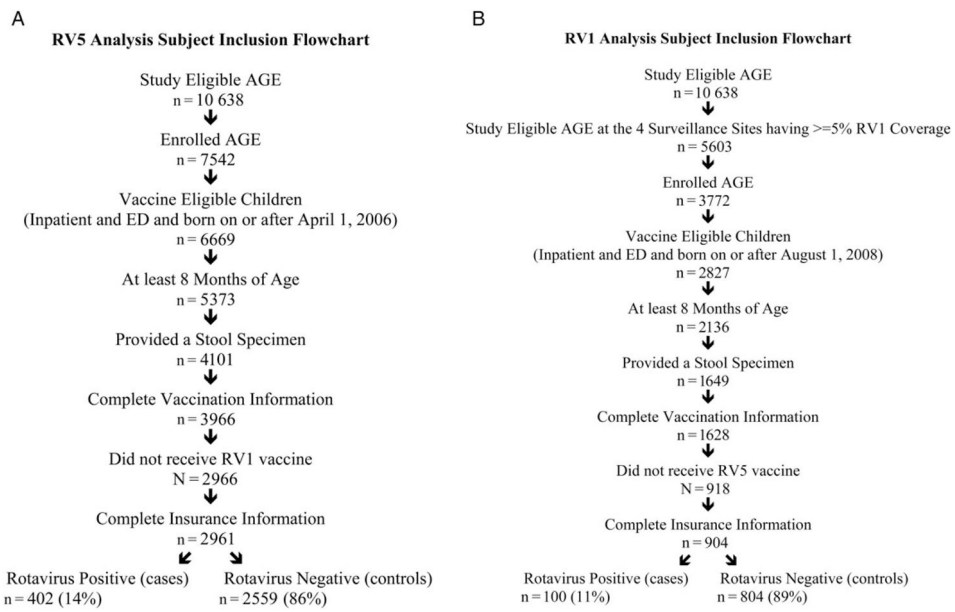 A
RV5 Analysis Subject Inclusion Flowchart
Study Eligible AGE
n = 10 638
Enrolled AGE
n = 7542
Vaccine Eligible Children
(Inpatient and ED and born on or after April 1, 2006)
n = 6669
At least 8 Months of Age
n = 5373
Provided a Stool Specimen
n = 4101
Complete Vaccination Information
n = 3966
Did not receive RV1 vaccine
N = 2966
Complete Insurance Information
n = 2961
Rotavirus Positive (cases)
n = 402 (14%)
Rotavirus Negative (controls)
n = 2559 (86%)
B
RV1 Analysis Subject Inclusion Flowchart
Study Eligible AGE
n = 10 638
Study Eligible AGE at the 4 Surveillance Sites having >=5% RV1 Coverage
n = 5603
Enrolled AGE
n = 3772
Vaccine Eligible Children
(Inpatient and ED and born on or after August 1, 2008)
n = 2827
At least 8 Months of Age
n = 2136
Provided a Stool Specimen
n = 1649
Complete Vaccination Information
n = 1628
Did not receive RV5 vaccine
N = 918
Complete Insurance Information
n = 904
Rotavirus Positive (cases)
n = 100 (11%)
Rotavirus Negative (controls)
n = 804 (89%)